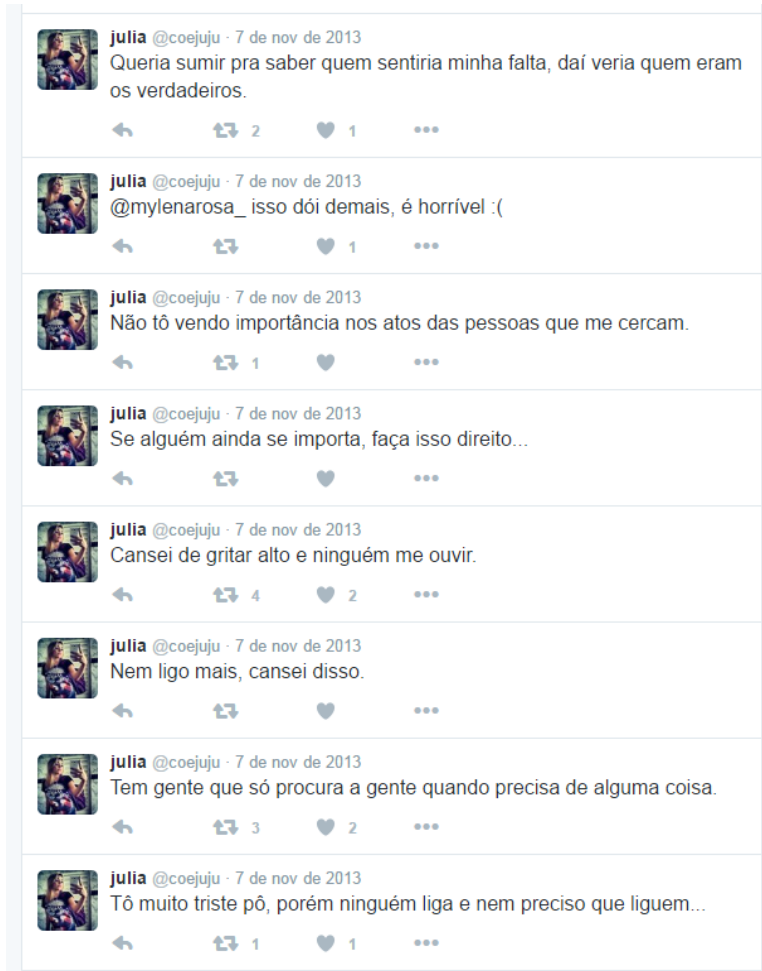 julia @coejuju · 7 de nov de 2013
Queria sumir pra saber quem sentiria minha falta, daí veria quem eram
os verdadeiros.
2 1
julia @coejuju · 7 de nov de 2013
@mylenarosa_ isso dói demais, é horrível :(
1
julia @coejuju · 7 de nov de 2013
Não tô vendo importância nos atos das pessoas que me cercam.
1
julia @coejuju · 7 de nov de 2013
Se alguém ainda se importa, faça isso direito...
julia @coejuju · 7 de nov de 2013
Cansei de gritar alto e ninguém me ouvir.
4 2
julia @coejuju · 7 de nov de 2013
Nem ligo mais, cansei disso.
julia @coejuju · 7 de nov de 2013
Tem gente que só procura a gente quando precisa de alguma coisa.
3 2
julia @coejuju · 7 de nov de 2013
Tô muito triste pô, porém ninguém liga e nem preciso que liguem...
1 1